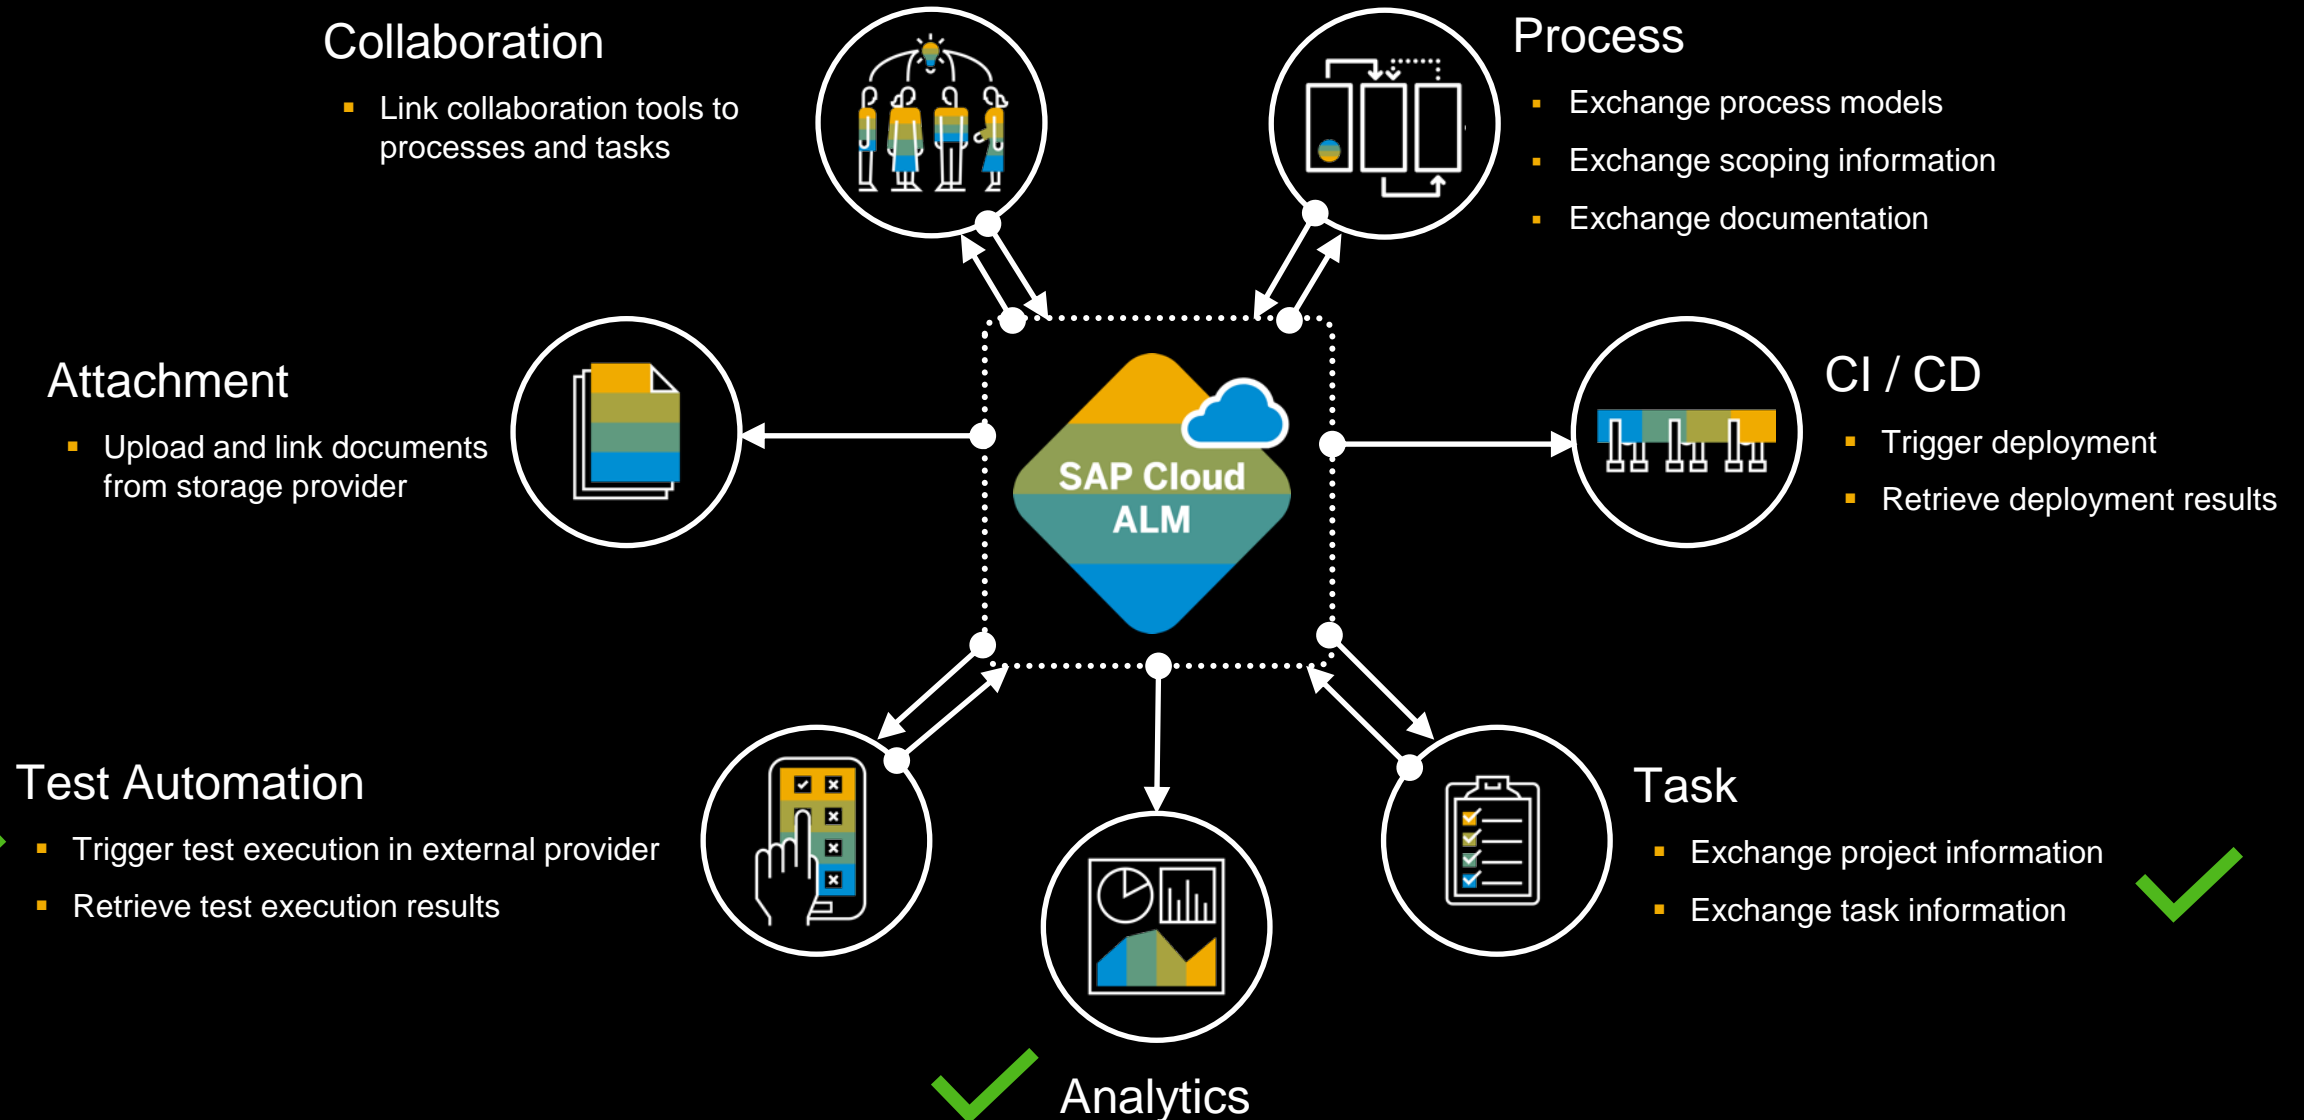 Collaboration
Link collaboration tools to
processes and tasks
Process
Exchange process models
Exchange scoping information
Exchange documentation
Attachment
Upload and link documents
from storage provider
SAP Cloud
ALM
CI / CD
Trigger deployment
Retrieve deployment results
Test Automation
Trigger test execution in external provider
Retrieve test execution results
Task
Exchange project information
Exchange task information
Analytics